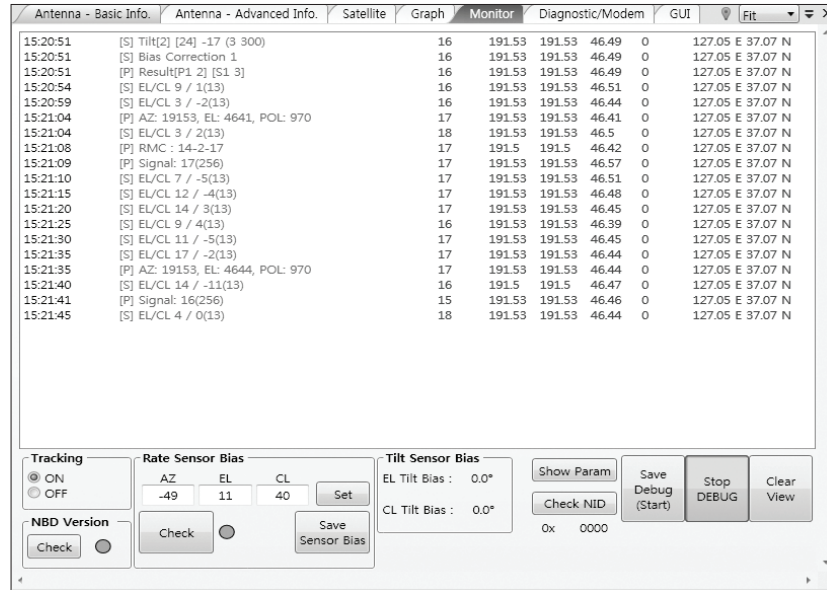 Antenna - Basic Info. Antenna - Advanced Info. Satellite Graph Monitor Diagnostic/Modem GUI Fit
15:20:51 [S] Tilt[2] [24] -17 (3 300) 16 191.53 191.53 46.49 0 127.05 E 37.07 N
15:20:51 [S] Bias Correction 1 16 191.53 191.53 46.49 0 127.05 E 37.07 N
15:20:51 [P] Result[P1 2] [S1 3] 16 191.53 191.53 46.49 0 127.05 E 37.07 N
15:20:54 [S] EL/CL 9 / 1(13) 16 191.53 191.53 46.51 0 127.05 E 37.07 N
15:20:59 [S] EL/CL 3 / -2(13) 16 191.53 191.53 46.44 0 127.05 E 37.07 N
15:21:04 [P] AZ: 19153, EL: 4641, POL: 970 17 191.53 191.53 46.41 0 127.05 E 37.07 N
15:21:04 [S] EL/CL 3 / 2(13) 18 191.53 191.53 46.5 0 127.05 E 37.07 N
15:21:08 [P] RMC : 14-2-17 17 191.5 191.5 46.42 0 127.05 E 37.07 N
15:21:09 [P] Signal: 17(256) 17 191.53 191.53 46.57 0 127.05 E 37.07 N
15:21:10 [S] EL/CL 7 / -5(13) 17 191.53 191.53 46.51 0 127.05 E 37.07 N
15:21:15 [S] EL/CL 12 / -4(13) 17 191.53 191.53 46.48 0 127.05 E 37.07 N
15:21:20 [S] EL/CL 14 / 3(13) 17 191.53 191.53 46.45 0 127.05 E 37.07 N
15:21:25 [S] EL/CL 9 / 4(13) 16 191.53 191.53 46.39 0 127.05 E 37.07 N
15:21:30 [S] EL/CL 11 / -5(13) 17 191.53 191.53 46.45 0 127.05 E 37.07 N
15:21:35 [S] EL/CL 17 / -2(13) 17 191.53 191.53 46.44 0 127.05 E 37.07 N
15:21:35 [P] AZ: 19153, EL: 4644, POL: 970 17 191.53 191.53 46.44 0 127.05 E 37.07 N
15:21:40 [S] EL/CL 14 / -11(13) 16 191.5 191.5 46.47 0 127.05 E 37.07 N
15:21:41 [P] Signal: 16(256) 15 191.53 191.53 46.46 0 127.05 E 37.07 N
15:21:45 [S] EL/CL 4 / 0(13) 18 191.53 191.53 46.44 0 127.05 E 37.07 N
Tracking
ON
OFF
NBD Version
Check
Rate Sensor Bias
AZ EL CL
-49 11 40 Set
Check
Save
Sensor Bias
Tilt Sensor Bias
EL Tilt Bias : 0.0°
CL Tilt Bias : 0.0°
Show Param
Check NID
0x 0000
Save
Debug
(Start)
Stop
DEBUG
Clear
View